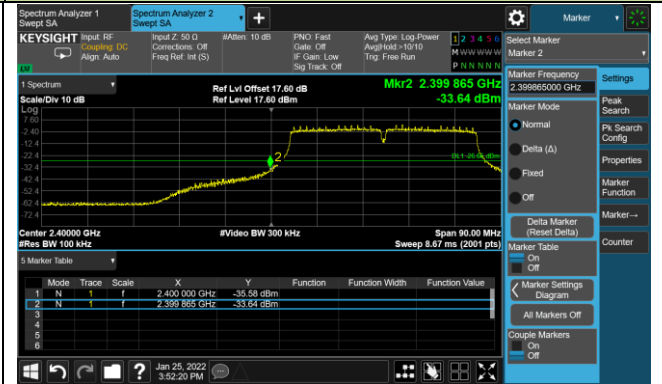 Spectrum Analyzer 1
Swept SA
Spectrum Analyzer 2
Swept SA
Marker
KEYSIGHT
Input: RF
Coupling: DC
Align: Auto
Input Z: 50 Ω
Corrections: Off
Freq Ref: Int (S)
#Atten: 10 dB
PNO: Fast
Gate: Off
IF Gain: Low
Sig Track: Off
Avg Type: Log-Power
Avg|Hold:>10/10
Trig: Free Run
1 2 3 4 5 6
M W W W W W
P N N N N N
Select Marker
Marker 2
1 Spectrum
Scale/Div 10 dB
Log
Ref Lvl Offset 17.60 dB
Ref Level 17.60 dBm
Mkr2 2.399 865 GHz
-33.64 dBm
7.60
-2.40
-12.4
-22.4
-32.4
-42.4
-52.4
-62.4
-72.4
2
Center 2.40000 GHz
#Res BW 100 kHz
#Video BW 300 kHz
Span 90.00 MHz
Sweep 8.67 ms (2001 pts)
Marker Frequency
2.399865000 GHz
Marker Mode
Normal
Delta (Δ)
Fixed
Off
Delta Marker
(Reset Delta)
Marker Table
On
Off
Marker Settings
Diagram
All Markers Off
Couple Markers
On
Off
Settings
Peak
Search
Pk Search
Config
Properties
Marker
Function
Marker→
Counter
5 Marker Table
Mode Trace Scale X Y Function Function Width Function Value
1 N 1 f 2.400 000 GHz -35.58 dBm
2 N 1 f 2.399 865 GHz -33.64 dBm
3
4
5
6
Jan 25, 2022
3:52:20 PM